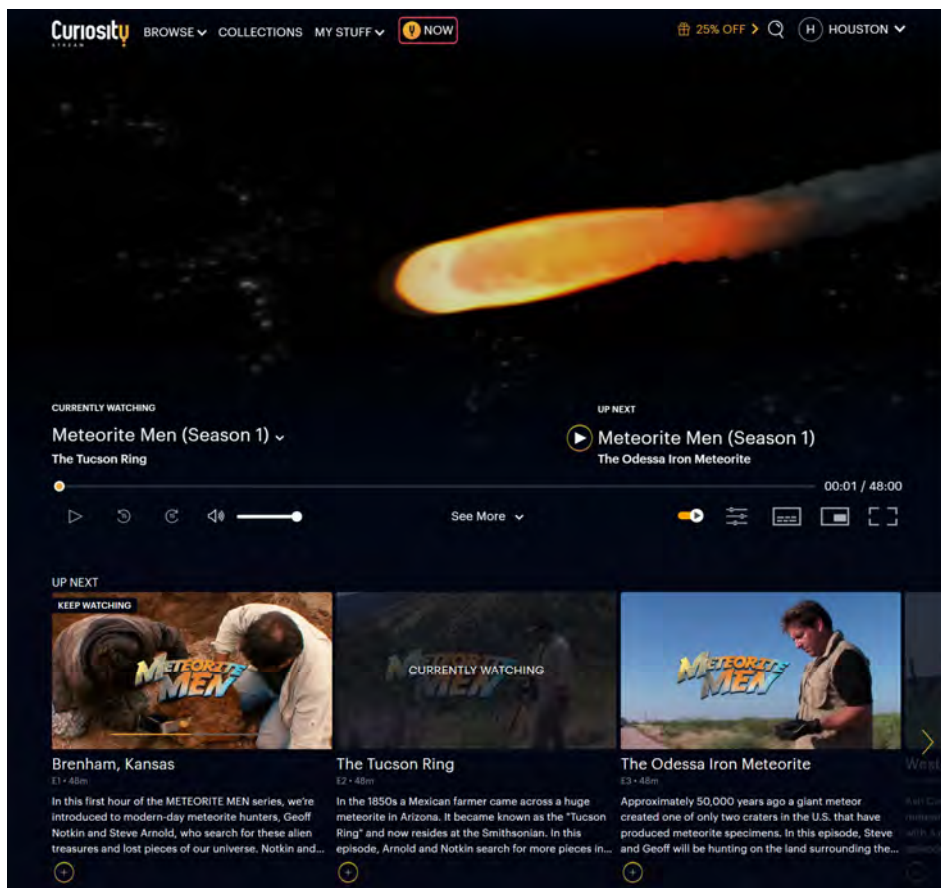 Curiosity
STREAM
BROWSE COLLECTIONS MY STUFF NOW
25% OFF H HOUSTON
CURRENTLY WATCHING
Meteorite Men (Season 1)
The Tucson Ring
UP NEXT
Meteorite Men (Season 1)
The Odessa Iron Meteorite
00:01 / 48:00
See More
UP NEXT
KEEP WATCHING
METEORITE
MEN
Brenham, Kansas
E1 • 48m
In this first hour of the METEORITE MEN series, we're
introduced to modern-day meteorite hunters, Geoff
Notkin and Steve Arnold, who search for these alien
treasures and lost pieces of our universe. Notkin and...
CURRENTLY WATCHING
The Tucson Ring
E2 • 48m
In the 1850s a Mexican farmer came across a huge
meteorite in Arizona. It became known as the "Tucson
Ring" and now resides at the Smithsonian. In this
episode, Arnold and Notkin search for more pieces in...
METEORITE
MEN
The Odessa Iron Meteorite
E3 • 48m
Approximately 50,000 years ago a giant meteor
created one of only two craters in the U.S. that have
produced meteorite specimens. In this episode, Steve
and Geoff will be hunting on the land surrounding the...
West